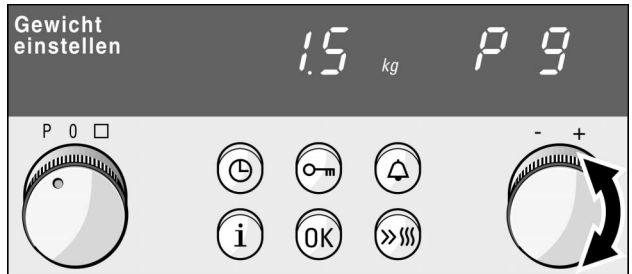 Gewicht
einstellen
1.5 kg P 9
P 0 □
- +
i OK